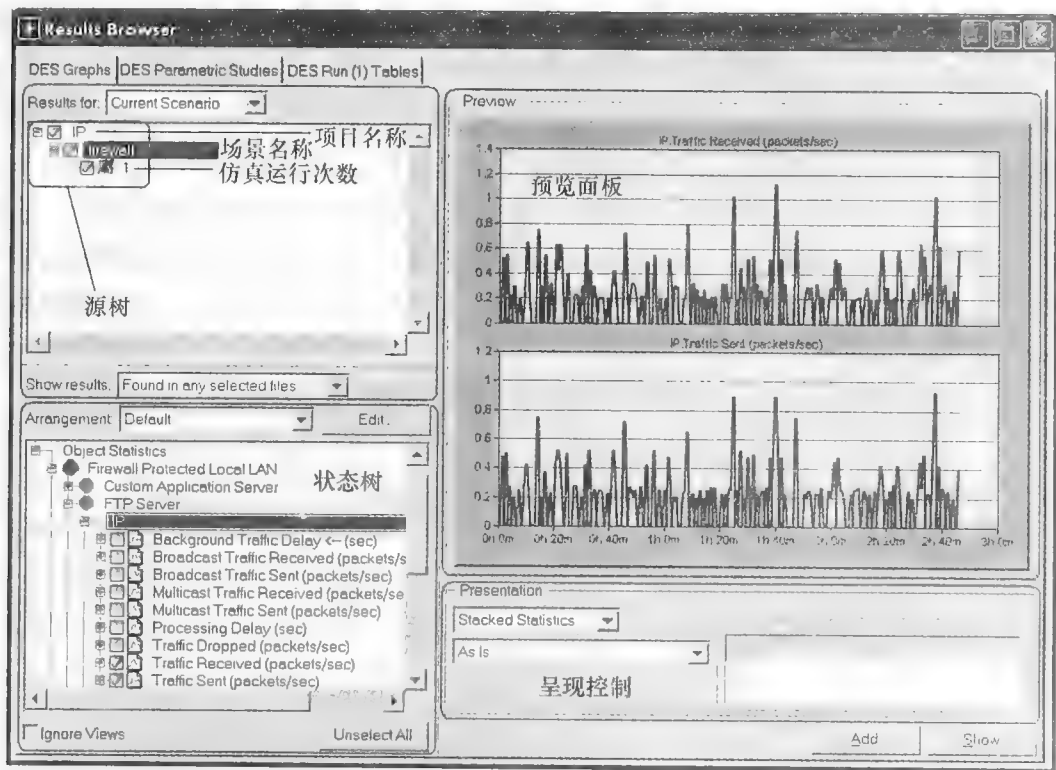 Results Browser
DES Graphs DES Parametric Studies DES Run (1) Tables
Results for: Current Scenario
IP 项目名称
firewall 场景名称
1 仿真运行次数
源树
Show results. Found in any selected files
Arrangement Default Edit.
Object Statistics
Firewall Protected Local LAN
Custom Application Server
FTP Server
状态树
IP
Background Traffic Delay <-- (sec)
Broadcast Traffic Received (packets/s
Broadcast Traffic Sent (packets/sec)
Multicast Traffic Received (packets/se
Multicast Traffic Sent (packets/sec)
Processing Delay (sec)
Traffic Dropped (packets/sec)
Traffic Received (packets/sec)
Traffic Sent (packets/sec)
Ignore Views Unselect All
Preview
IP.Traffic Received (packets/sec)
预览面板
1.4
1.2
1
0.8
0.6
0.4
0.2
0
IP.Traffic Sent (packets/sec)
1.2
1
0.8
0.6
0.4
0.2
0
0h 0m 0h 20m 0h 40m 1h 0m 1h 20m 1h 40m 2h 0m 2h 20m 2h 40m 3h 0m
Presentation
Stacked Statistics
As Is
呈现控制
Add Show